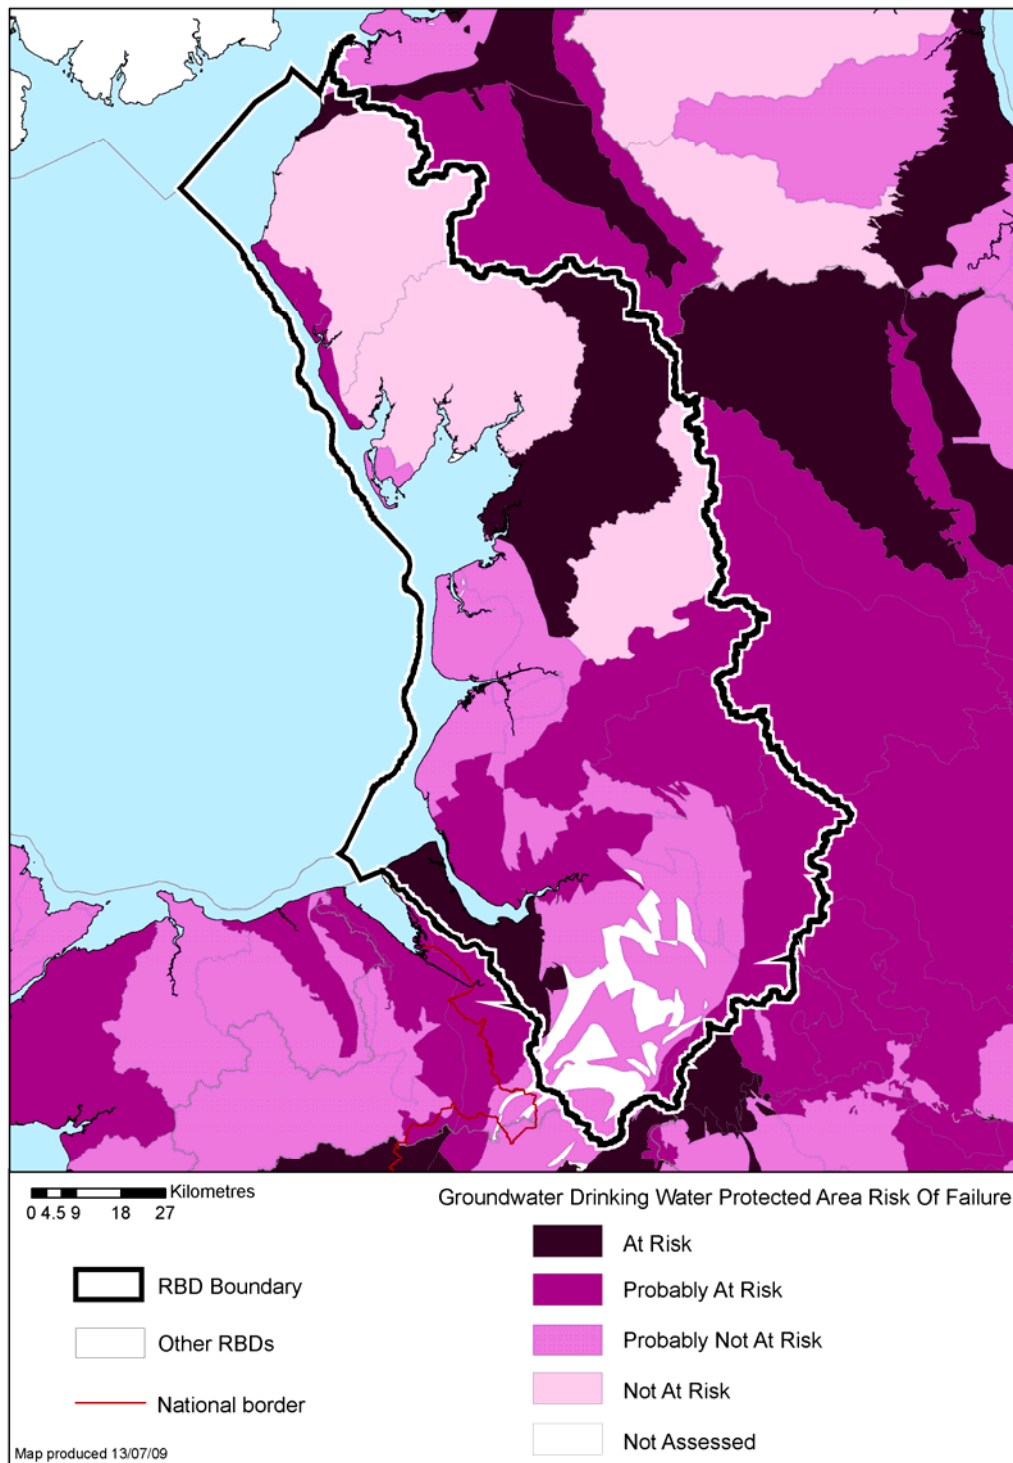 Kilometres
0 4.5 9 18 27
Groundwater Drinking Water Protected Area Risk Of Failure
At Risk
RBD Boundary
Probably At Risk
Other RBDs
Probably Not At Risk
National border
Not At Risk
Not Assessed
Map produced 13/07/09